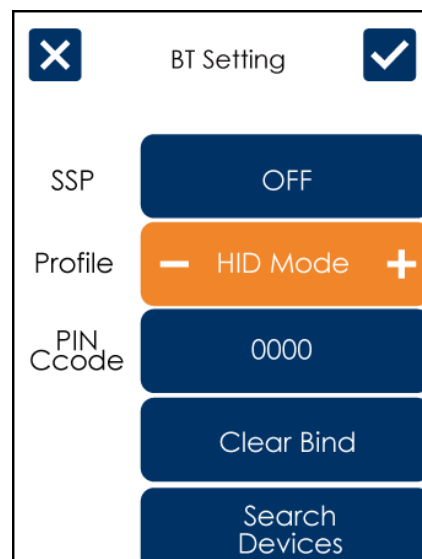 BT Setting
SSP
OFF
Profile
− HID Mode +
PIN
Ccode
0000
Clear Bind
Search
Devices